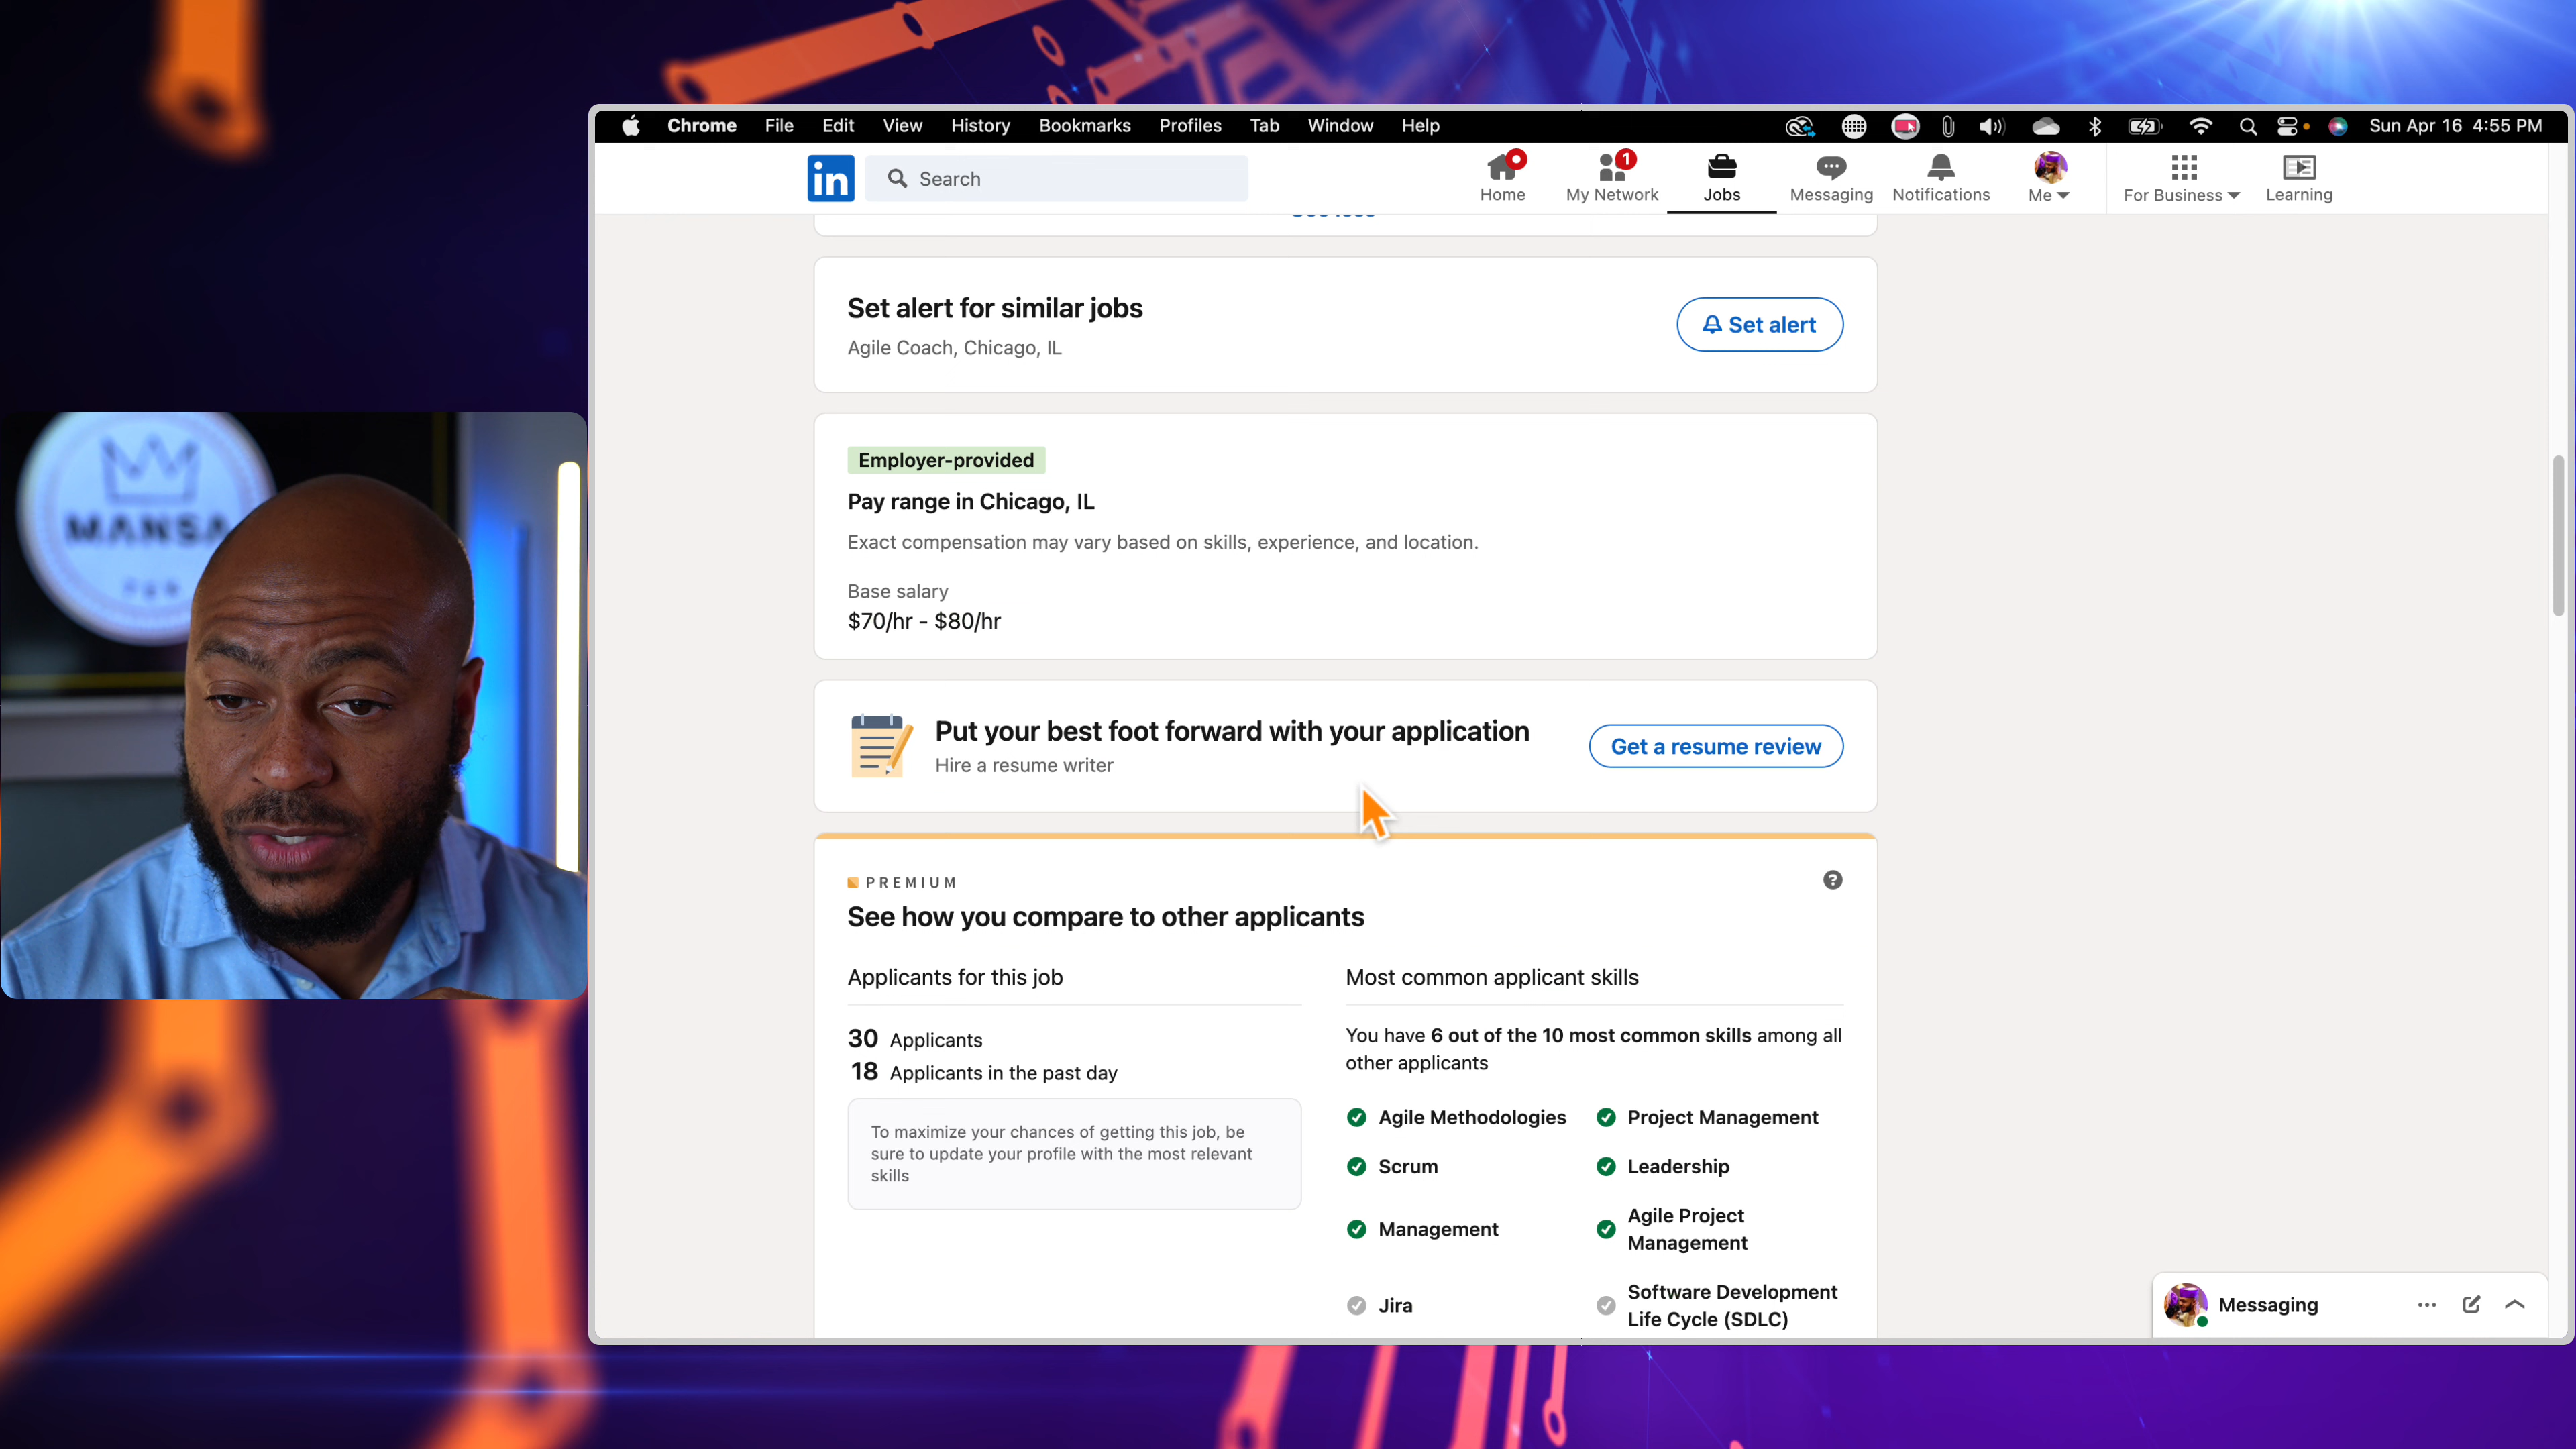 Chrome File Edit View History Bookmarks Profiles Tab Window Help Sun Apr 16 4:55 PM
in Search 1
Home My Network Jobs Messaging Notifications Me For Business Learning
Set alert for similar jobs
Set alert
Agile Coach, Chicago, IL
Employer-provided
Pay range in Chicago, IL
Exact compensation may vary based on skills, experience, and location.
Base salary
$70/hr - $80/hr
MANSA
Put your best foot forward with your application
Get a resume review
Hire a resume writer
PREMIUM
See how you compare to other applicants
Applicants for this job
30 Applicants
18 Applicants in the past day
To maximize your chances of getting this job, be
sure to update your profile with the most relevant
skills
Most common applicant skills
You have 6 out of the 10 most common skills among all
other applicants
Agile Methodologies
Project Management
Scrum
Leadership
Management
Agile Project
Management
Jira
Software Development
Life Cycle (SDLC)
Messaging